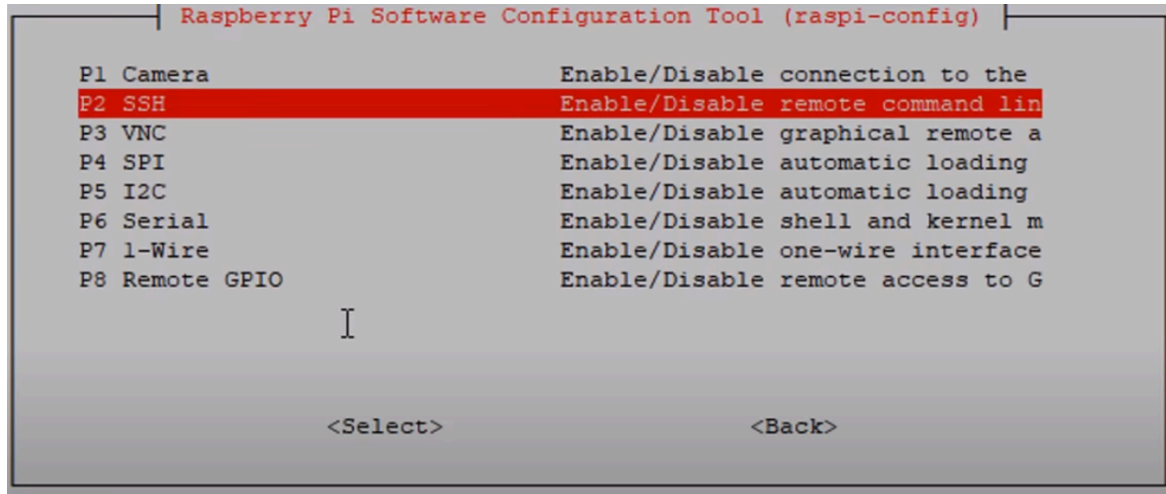 Raspberry Pi Software Configuration Tool (raspi-config)
P1 Camera Enable/Disable connection to the
P2 SSH Enable/Disable remote command lin
P3 VNC Enable/Disable graphical remote a
P4 SPI Enable/Disable automatic loading
P5 I2C Enable/Disable automatic loading
P6 Serial Enable/Disable shell and kernel m
P7 1-Wire Enable/Disable one-wire interface
P8 Remote GPIO Enable/Disable remote access to G
<Select> <Back>